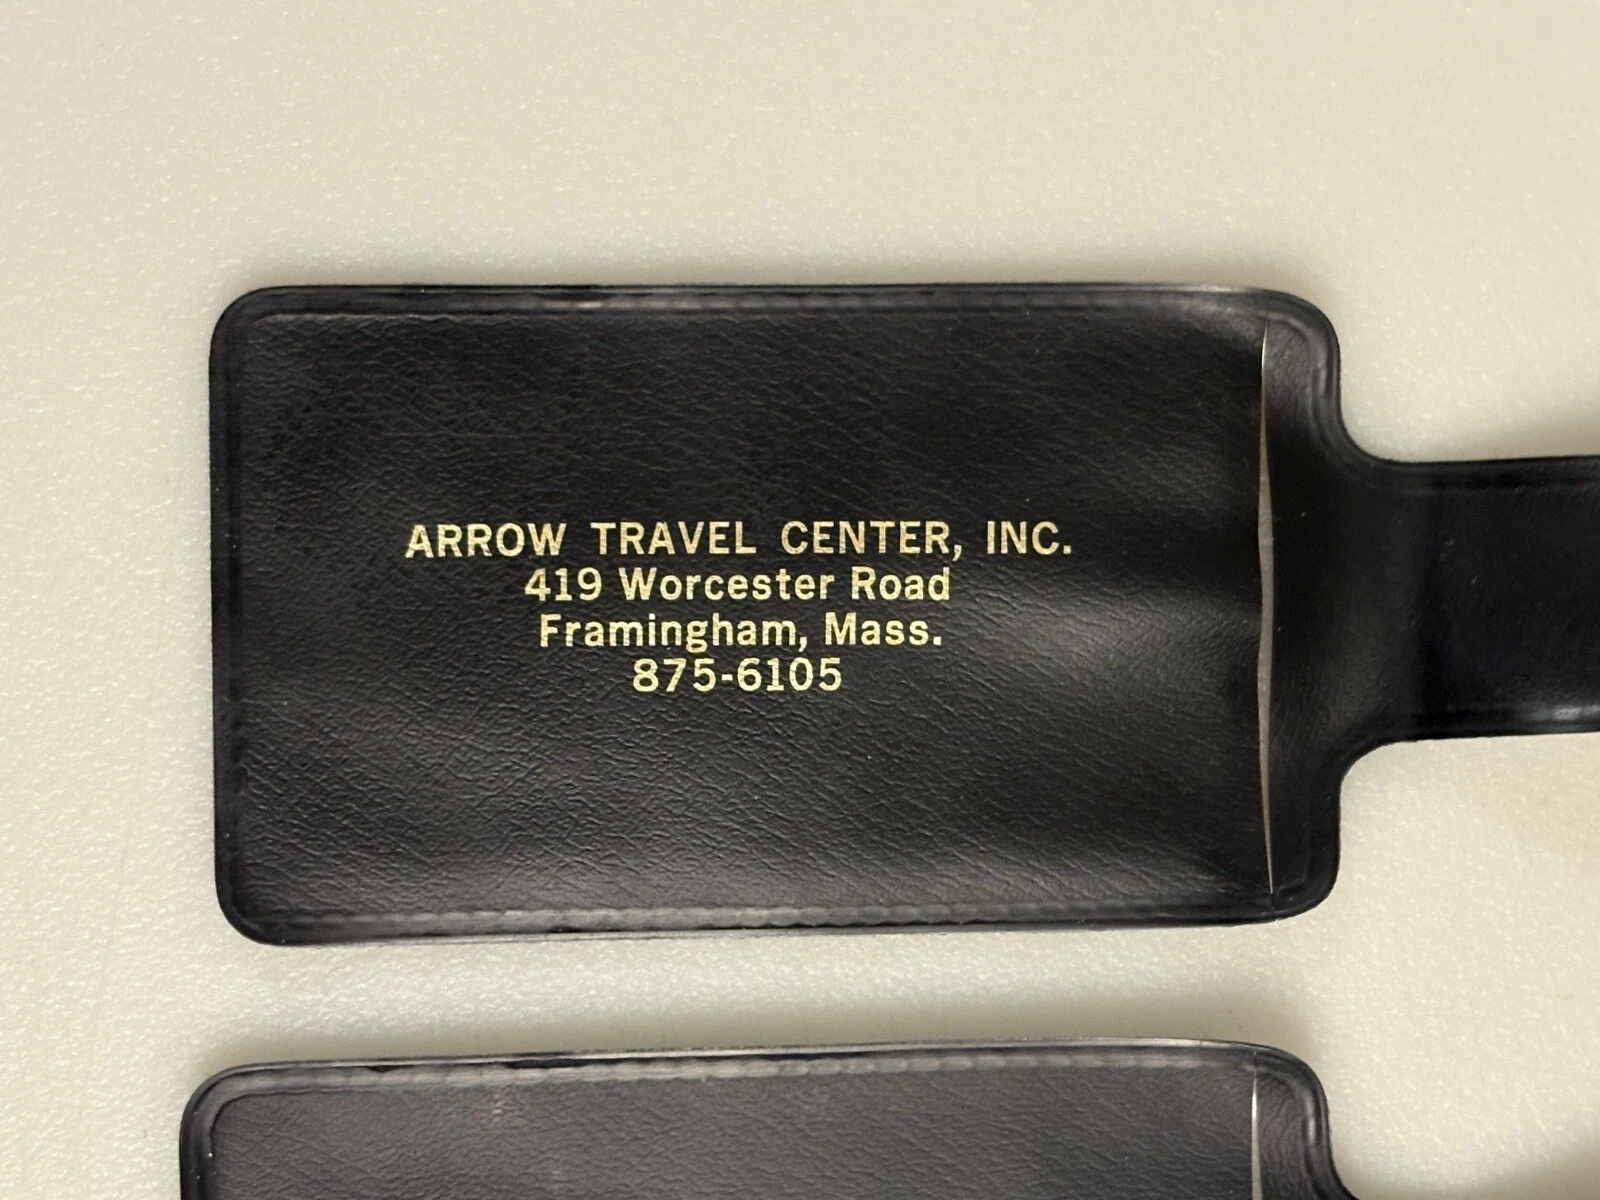 ARROW TRAVEL CENTER, INC.
419 Worcester Road
Framingham, Mass.
875-6105